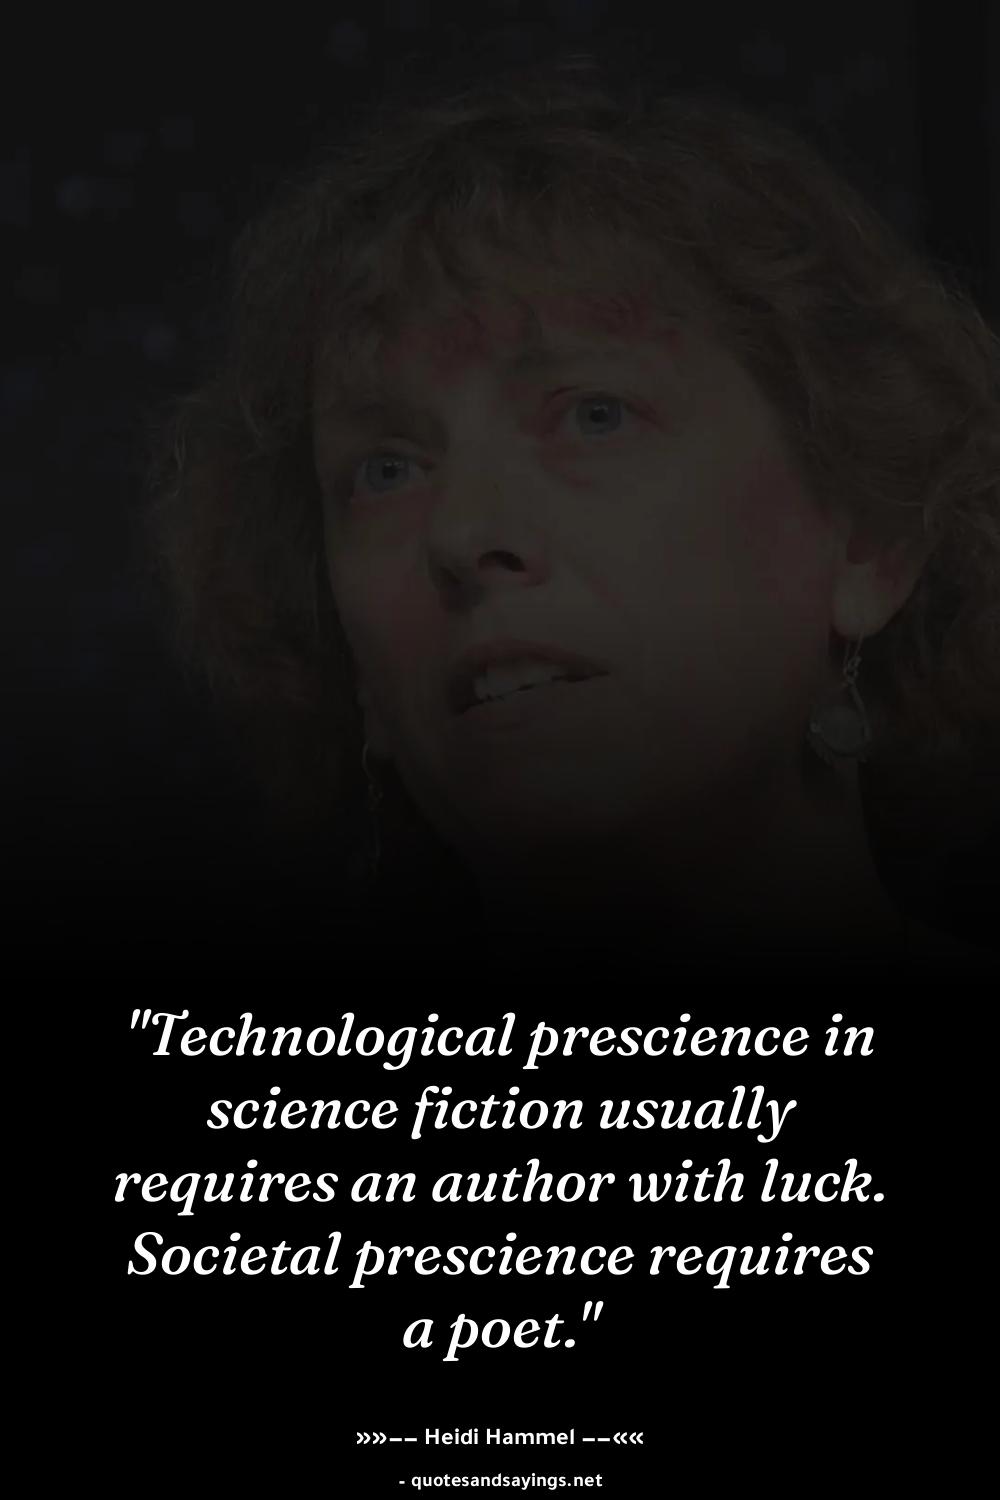 "Technological prescience in
science fiction usually
requires an author with luck.
Societal prescience requires
a poet."
»»−− Heidi Hammel −−««
- quotesandsayings.net